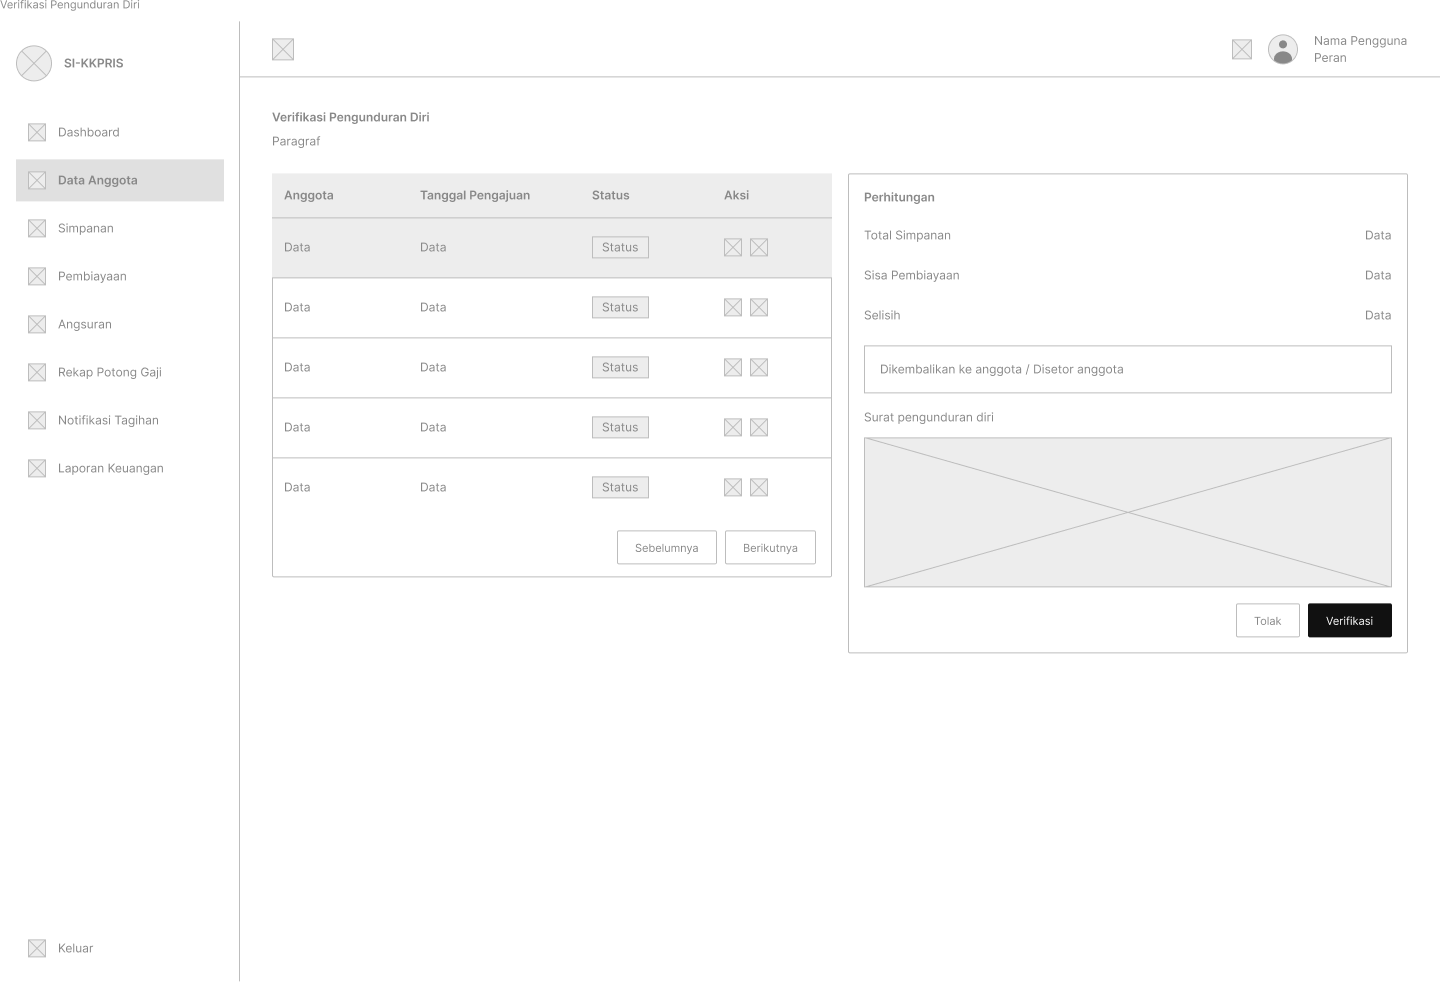 Verifikasi Pengunduran Diri
SI-KKPRIS
Dashboard
Data Anggota
Simpanan
Pembiayaan
Angsuran
Rekap Potong Gaji
Notifikasi Tagihan
Laporan Keuangan
Keluar
Nama Pengguna
Peran
Verifikasi Pengunduran Diri
Paragraf
Anggota Tanggal Pengajuan Status Aksi
Data Data Status
Data Data Status
Data Data Status
Data Data Status
Data Data Status
Sebelumnya Berikutnya
Perhitungan
Total Simpanan Data
Sisa Pembiayaan Data
Selisih Data
Dikembalikan ke anggota / Disetor anggota
Surat pengunduran diri
Tolak Verifikasi